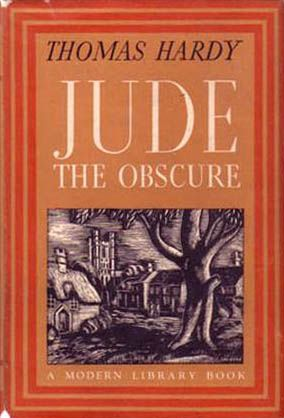 THOMAS HARDY
JUDE
THE OBSCURE
A MODERN LIBRARY BOOK